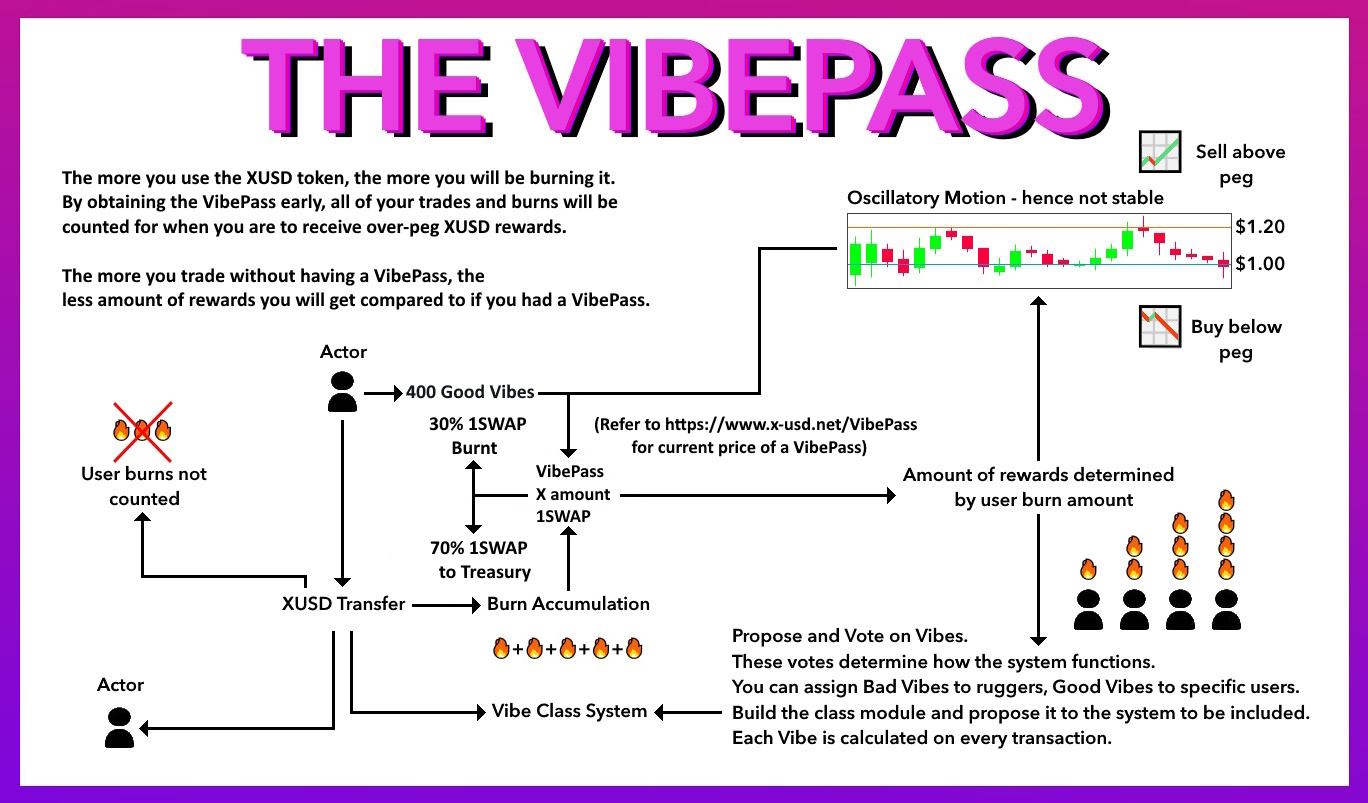 THE VIBEPASS
The more you use the XUSD token, the more you will be burning it.
By obtaining the VibePass early, all of your trades and burns will be
counted for when you are to receive over-peg XUSD rewards.
The more you trade without having a VibePass, the
less amount of rewards you will get compared to if you had a VibePass.
Sell above
peg
Oscillatory Motion - hence not stable
$1.20
$1.00
Buy below
peg
Actor
400 Good Vibes
30% 1SWAP
Burnt
(Refer to https://www.x-usd.net/VibePass
for current price of a VibePass)
User burns not
counted
VibePass
X amount
1SWAP
Amount of rewards determined
by user burn amount
70% 1SWAP
to Treasury
XUSD Transfer
Burn Accumulation
+ + + +
Actor
Vibe Class System
Propose and Vote on Vibes.
These votes determine how the system functions.
You can assign Bad Vibes to ruggers, Good Vibes to specific users.
Build the class module and propose it to the system to be included.
Each Vibe is calculated on every transaction.